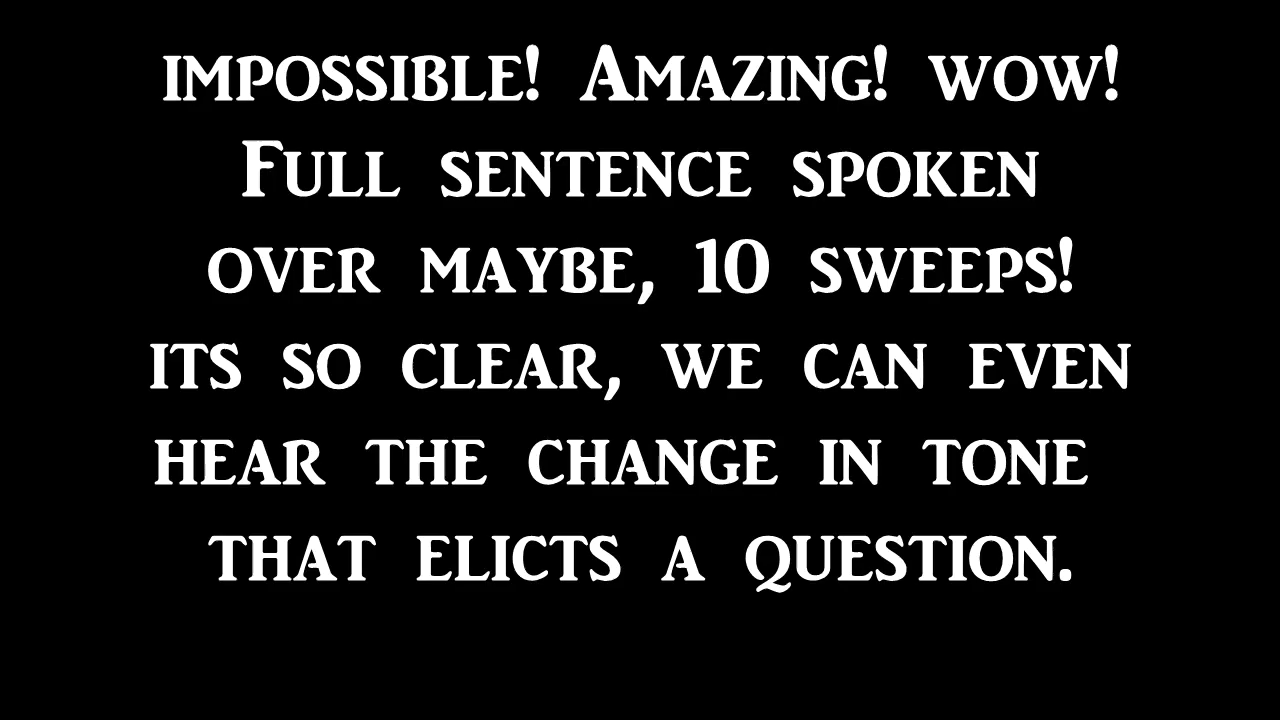 impossible! Amazing! wow!
Full sentence spoken
over maybe, 10 sweeps!
its so clear, we can even
hear the change in tone
that elicts a question.